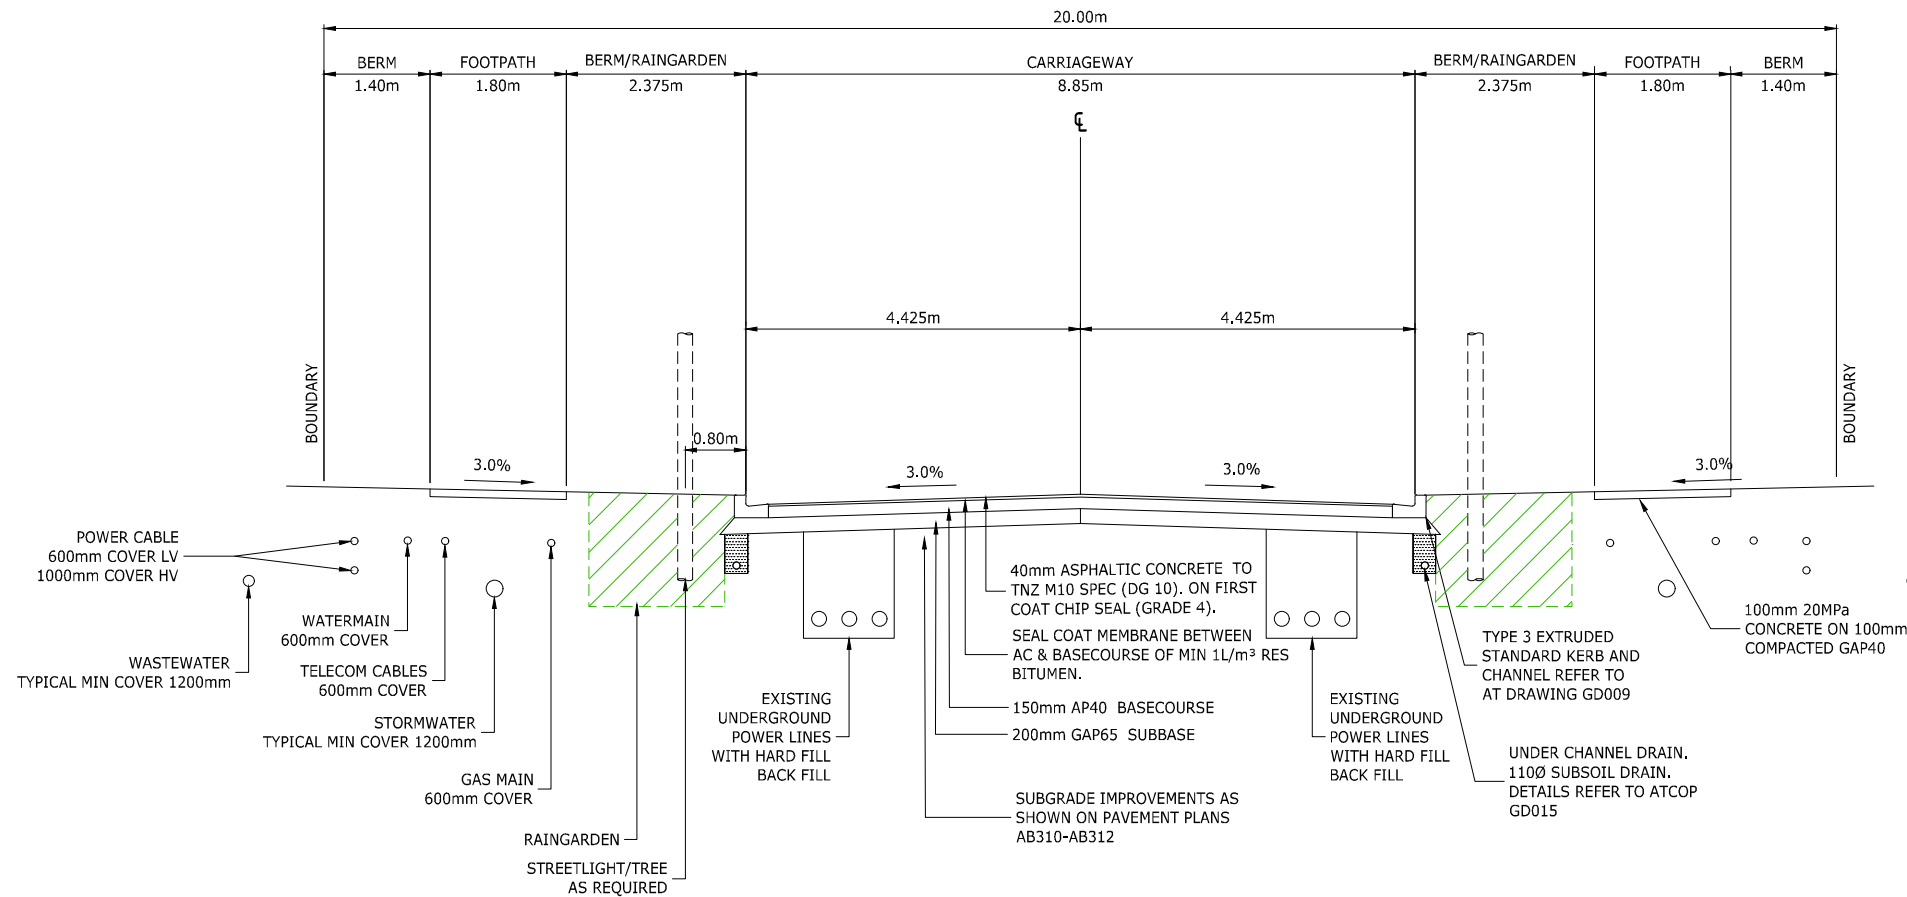 20.00m
BERM
FOOTPATH
BERM/RAINGARDEN
CARRIAGEWAY
BERM/RAINGARDEN
FOOTPATH
BERM
1.40m
1.80m
2.375m
8.85m
2.375m
1.80m
1.40m
℄
4.425m
4.425m
BOUNDARY
BOUNDARY
0.80m
3.0%
3.0%
3.0%
3.0%
POWER CABLE
600mm COVER LV
1000mm COVER HV
WATERMAIN
600mm COVER
WASTEWATER
TYPICAL MIN COVER 1200mm
TELECOM CABLES
600mm COVER
STORMWATER
TYPICAL MIN COVER 1200mm
GAS MAIN
600mm COVER
RAINGARDEN
STREETLIGHT/TREE
AS REQUIRED
EXISTING
UNDERGROUND
POWER LINES
WITH HARD FILL
BACK FILL
40mm ASPHALTIC CONCRETE TO
TNZ M10 SPEC (DG 10). ON FIRST
COAT CHIP SEAL (GRADE 4).
SEAL COAT MEMBRANE BETWEEN
AC & BASECOURSE OF MIN 1L/m³ RES
BITUMEN.
150mm AP40 BASECOURSE
200mm GAP65 SUBBASE
SUBGRADE IMPROVEMENTS AS
SHOWN ON PAVEMENT PLANS
AB310-AB312
EXISTING
UNDERGROUND
POWER LINES
WITH HARD FILL
BACK FILL
TYPE 3 EXTRUDED
STANDARD KERB AND
CHANNEL REFER TO
AT DRAWING GD009
UNDER CHANNEL DRAIN.
110Ø SUBSOIL DRAIN.
DETAILS REFER TO ATCOP
GD015
100mm 20MPa
CONCRETE ON 100mm
COMPACTED GAP40